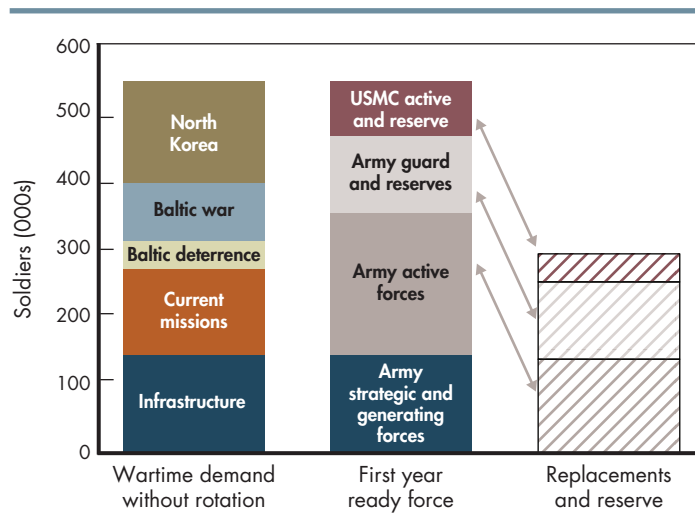 600
500
400
300
200
100
0
Soldiers (000s)
North
Korea
Baltic war
Baltic deterrence
Current
missions
Infrastructure
USMC active
and reserve
Army guard
and reserves
Army active
forces
Army
strategic and
generating
forces
Wartime demand
without rotation
First year
ready force
Replacements
and reserve